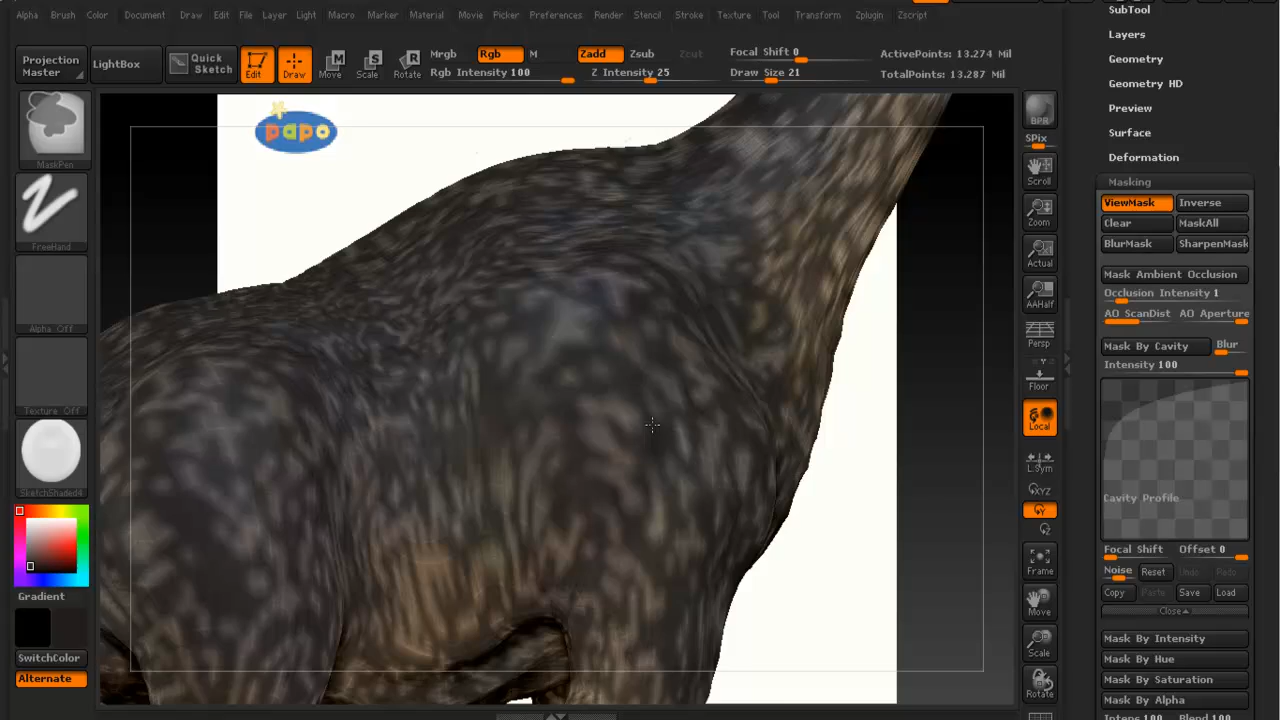 Alpha Brush Color Document Draw Edit File Layer Light Macro Marker Material Movie Picker Preferences Render Stencil Stroke Texture Tool Transform Zplugin Zscript
Projection Master
LightBox
Quick Sketch
Edit
Draw
Move
Scale
Rotate
Mrgb Rgb M
Rgb Intensity 100
Zadd Zsub Zcut
Z Intensity 25
Focal Shift 0
Draw Size 21
ActivePoints: 13.274 Mil
TotalPoints: 13.287 Mil
MaskPen
FreeHand
Alpha Off
Texture Off
SketchShaded4
Gradient
SwitchColor
Alternate
papo
BPR
SPix
Scroll
Zoom
Actual
AAHalf
Persp
Floor
Local
L.Sym
XYZ
Y
Z
Frame
Move
Scale
Rotate
SubTool
Layers
Geometry
Geometry HD
Preview
Surface
Deformation
Masking
ViewMask Inverse
Clear MaskAll
BlurMask SharpenMask
Mask Ambient Occlusion
Occlusion Intensity 1
AO ScanDist AO Aperture
Mask By Cavity Blur
Intensity 100
Cavity Profile
Focal Shift Offset 0
Noise Reset Undo Redo
Copy Paste Save Load
Close
Mask By Intensity
Mask By Hue
Mask By Saturation
Mask By Alpha
Intens 100 Blend 100